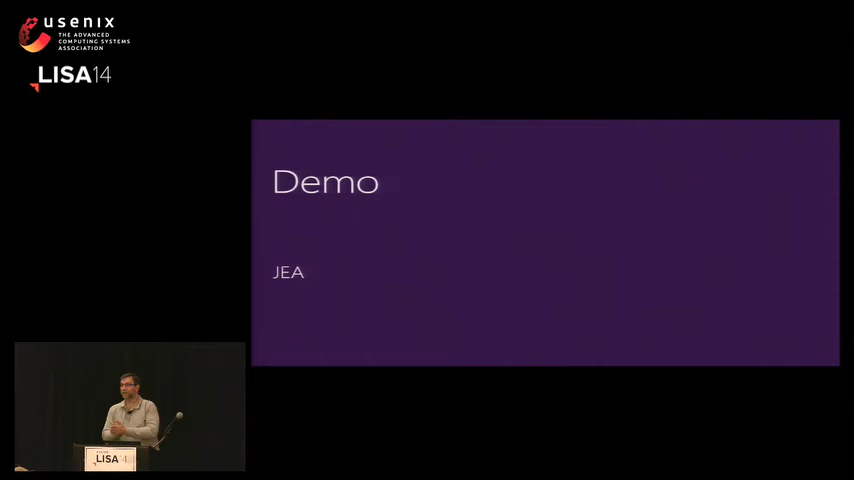 usenix
THE ADVANCED
COMPUTING SYSTEMS
ASSOCIATION
LISA14
Demo
JEA
LISA14